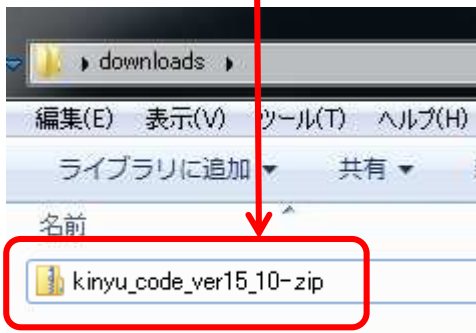 downloads
編集(E) 表示(V) ツール(T) ヘルプ(H)
ライブラリに追加 共有
名前
kinyu_code_ver15_10-zip